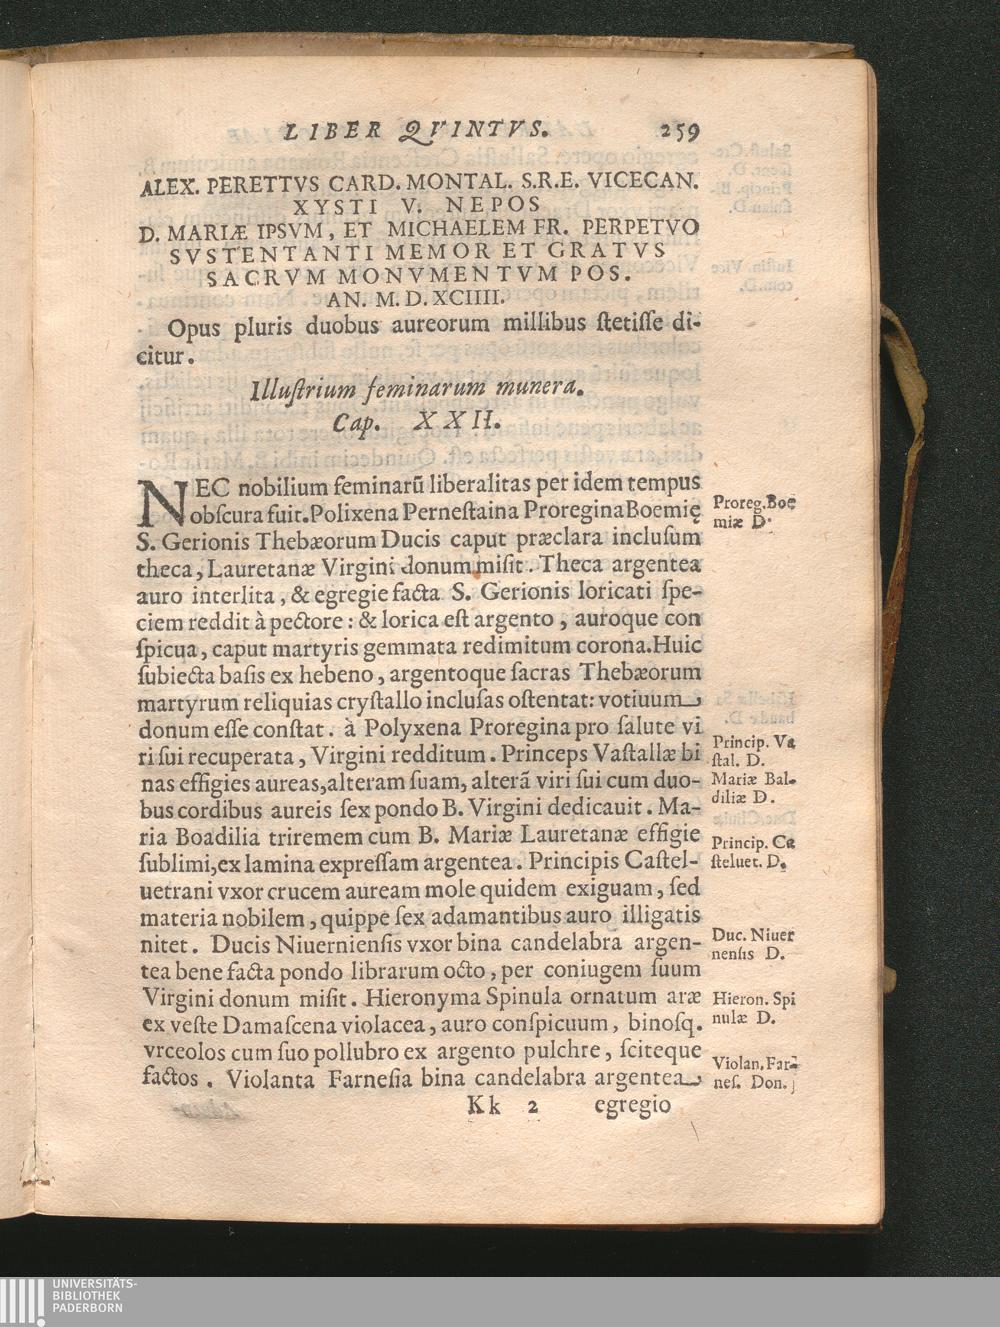 LIBER QVINTVS. 259
ALEX. PERETTVS CARD. MONTAL. S.R.E. VICECAN.
XYSTI V. NEPOS
D. MARIÆ IPSVM, ET MICHAELEM FR. PERPETVO
SVSTENTANTI MEMOR ET GRATVS
SACRVM MONVMENTVM POS.
AN. M. D. XCIIII.
Opus pluris duobus aureorum millibus ſtetiſſe di-
citur.
Illuſtrium feminarum munera.
Cap. XXII.
NEC nobilium feminarū liberalitas per idem tempus
obſcura fuit. Polixena Perneſtaina Proregina Boemię
S. Gerionis Thebæorum Ducis caput præclara incluſum
theca, Lauretanæ Virgini donum miſit. Theca argentea
auro interlita, & egregie facta S. Gerionis loricati ſpe-
ciem reddit à pectore: & lorica eſt argento, auroque con
ſpicua, caput martyris gemmata redimitum corona. Huic
ſubiecta baſis ex hebeno, argentoque ſacras Thebæorum
martyrum reliquias cryſtallo incluſas oſtentat: votiuum
donum eſſe conſtat. à Polyxena Proregina pro ſalute vi
ri ſui recuperata, Virgini redditum. Princeps Vaſtallæ bi
nas effigies aureas, alteram ſuam, alterā viri ſui cum duo-
bus cordibus aureis ſex pondo B. Virgini dedicauit. Ma-
ria Boadilia triremem cum B. Mariæ Lauretanæ effigie
ſublimi, ex lamina expreſſam argentea. Principis Caſtel-
uetrani vxor crucem auream mole quidem exiguam, ſed
materia nobilem, quippe ſex adamantibus auro illigatis
nitet. Ducis Niuernienſis vxor bina candelabra argen-
tea bene facta pondo librarum octo, per coniugem ſuum
Virgini donum miſit. Hieronyma Spinula ornatum aræ
ex veſte Damaſcena violacea, auro conſpicuum, binoſq.
vrceolos cum ſuo pollubro ex argento pulchre, ſciteque
factos. Violanta Farneſia bina candelabra argentea
Kk 2 egregio
Proreg. Boę
miæ D.
Princip. Va
ſtal. D.
Mariæ Bal-
diliæ D.
Princip. Ca
ſteluet. D.
Duc. Niuer
nenſis D.
Hieron. Spi
nulæ D.
Violan. Far-
neſ. Don.
UNIVERSITÄTS-
BIBLIOTHEK
PADERBORN